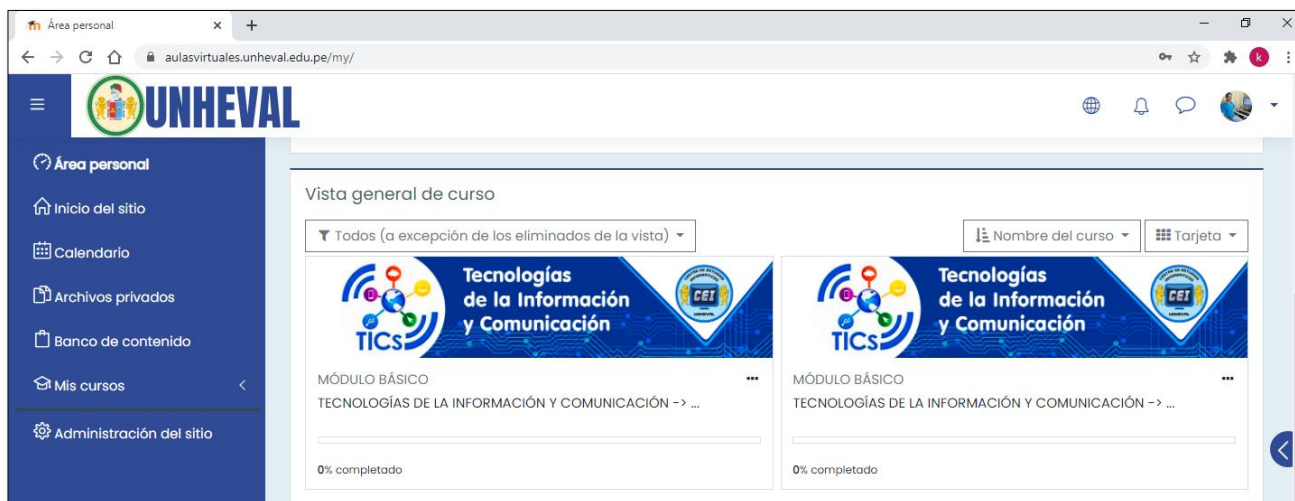 Área personal
aulasvirtuales.unheval.edu.pe/my/
k
UNHEVAL
Área personal
Inicio del sitio
Calendario
Archivos privados
Banco de contenido
Mis cursos
Administración del sitio
Vista general de curso
Todos (a excepción de los eliminados de la vista)
Nombre del curso
Tarjeta
TICS
Tecnologías
de la Información
y Comunicación
CEI
MÓDULO BÁSICO
...
TECNOLOGÍAS DE LA INFORMACIÓN Y COMUNICACIÓN -> ...
0% completado
TICS
Tecnologías
de la Información
y Comunicación
CEI
MÓDULO BÁSICO
...
TECNOLOGÍAS DE LA INFORMACIÓN Y COMUNICACIÓN -> ...
0% completado